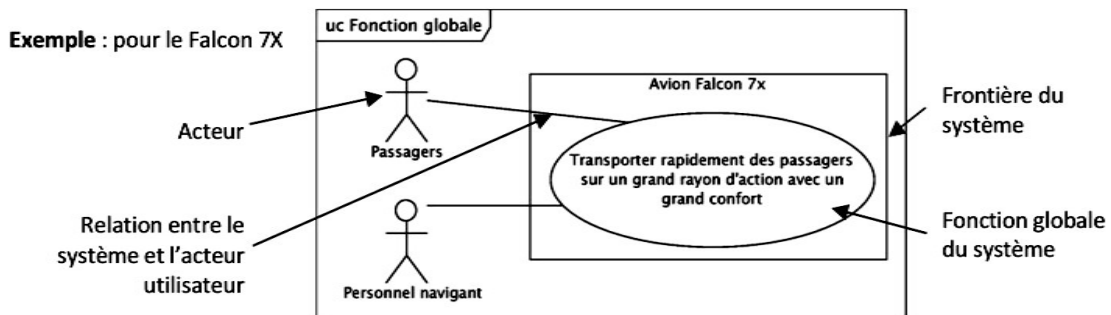 uc Fonction globale
Exemple : pour le Falcon 7X
Avion Falcon 7x
Frontière du
système
Acteur
Passagers
Transporter rapidement des passagers
sur un grand rayon d'action avec un
grand confort
Relation entre le
système et l'acteur
utilisateur
Fonction globale
du système
Personnel navigant